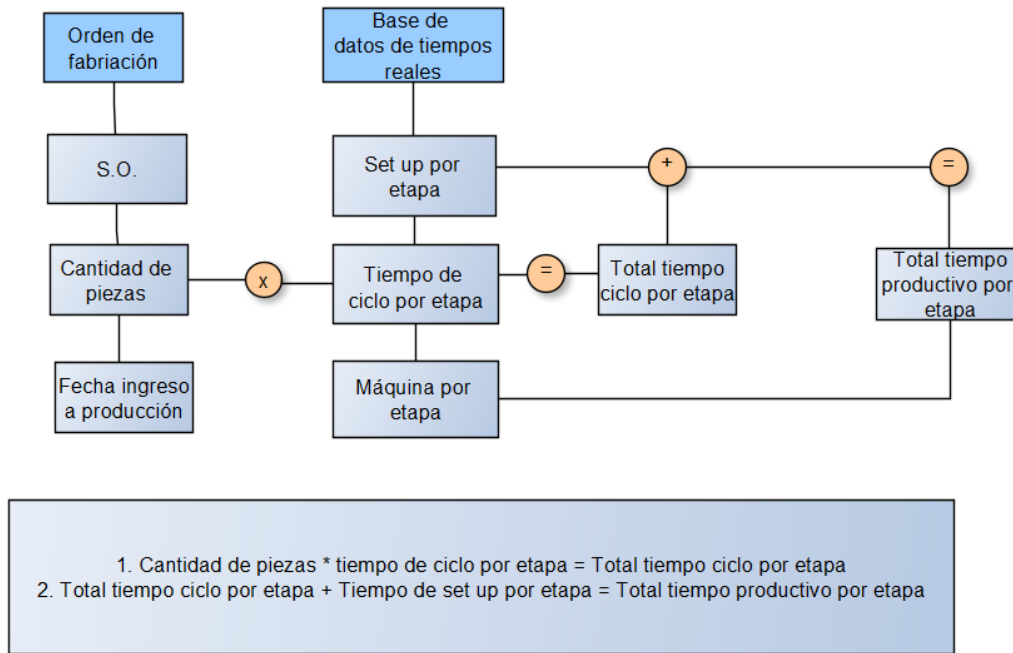 Orden de
fabriación
Base de
datos de tiempos
reales
S.O.
Set up por
etapa
+
=
Cantidad de
piezas
x
Tiempo de
ciclo por etapa
=
Total tiempo
ciclo por etapa
Total tiempo
productivo por
etapa
Fecha ingreso
a producción
Máquina por
etapa
1. Cantidad de piezas * tiempo de ciclo por etapa = Total tiempo ciclo por etapa
2. Total tiempo ciclo por etapa + Tiempo de set up por etapa = Total tiempo productivo por etapa